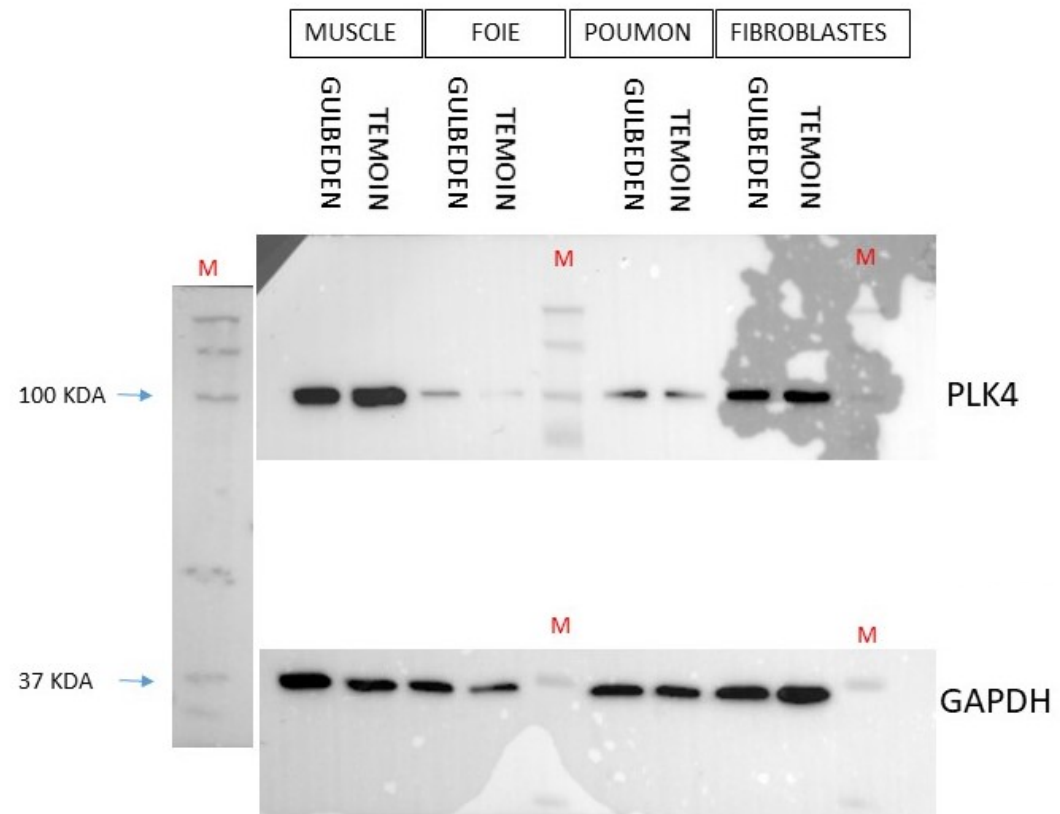 MUSCLE FOIE POUMON FIBROBLASTES
GULBEDEN TEMOIN GULBEDEN TEMOIN GULBEDEN TEMOIN GULBEDEN TEMOIN
M M M
100 KDA PLK4
M M
37 KDA GAPDH